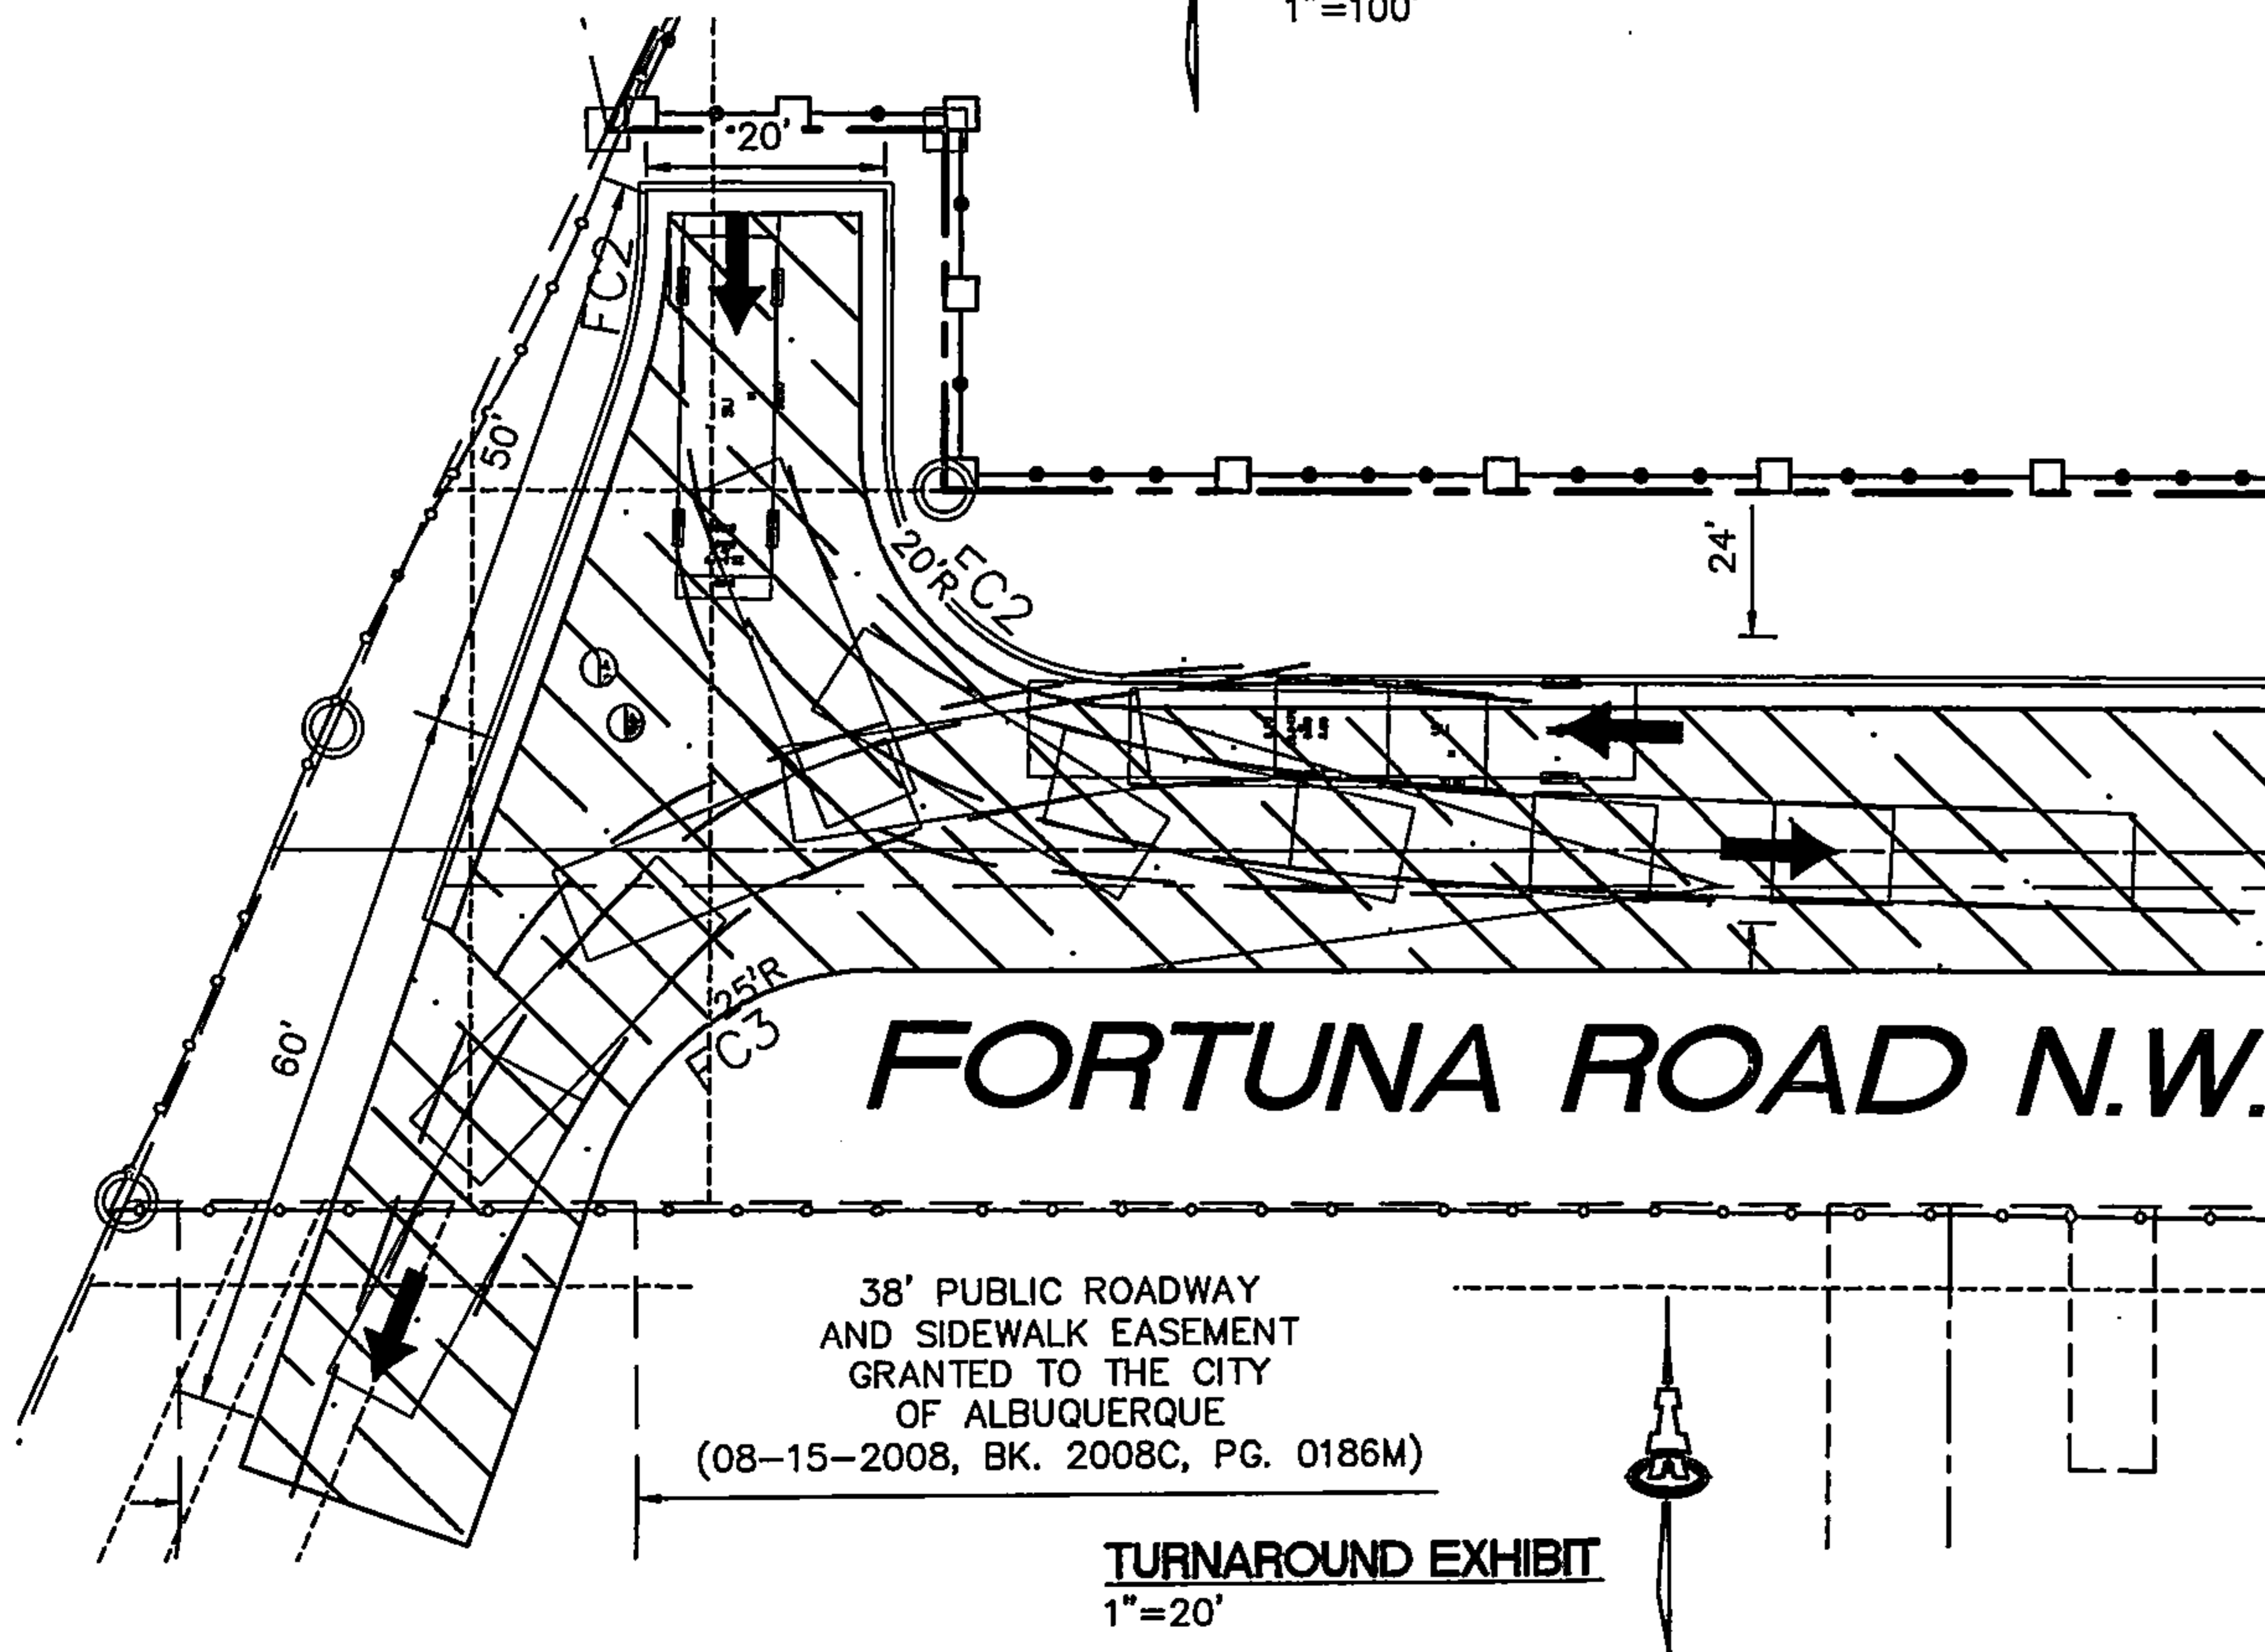 1"=100'
20'
FC2
50'
24'
20'R
FC2
25'R
FC3
60'
FORTUNA ROAD N.W.
38' PUBLIC ROADWAY
AND SIDEWALK EASEMENT
GRANTED TO THE CITY
OF ALBUQUERQUE
(08-15-2008, BK. 2008C, PG. 0186M)
TURNAROUND EXHIBIT
1"=20'